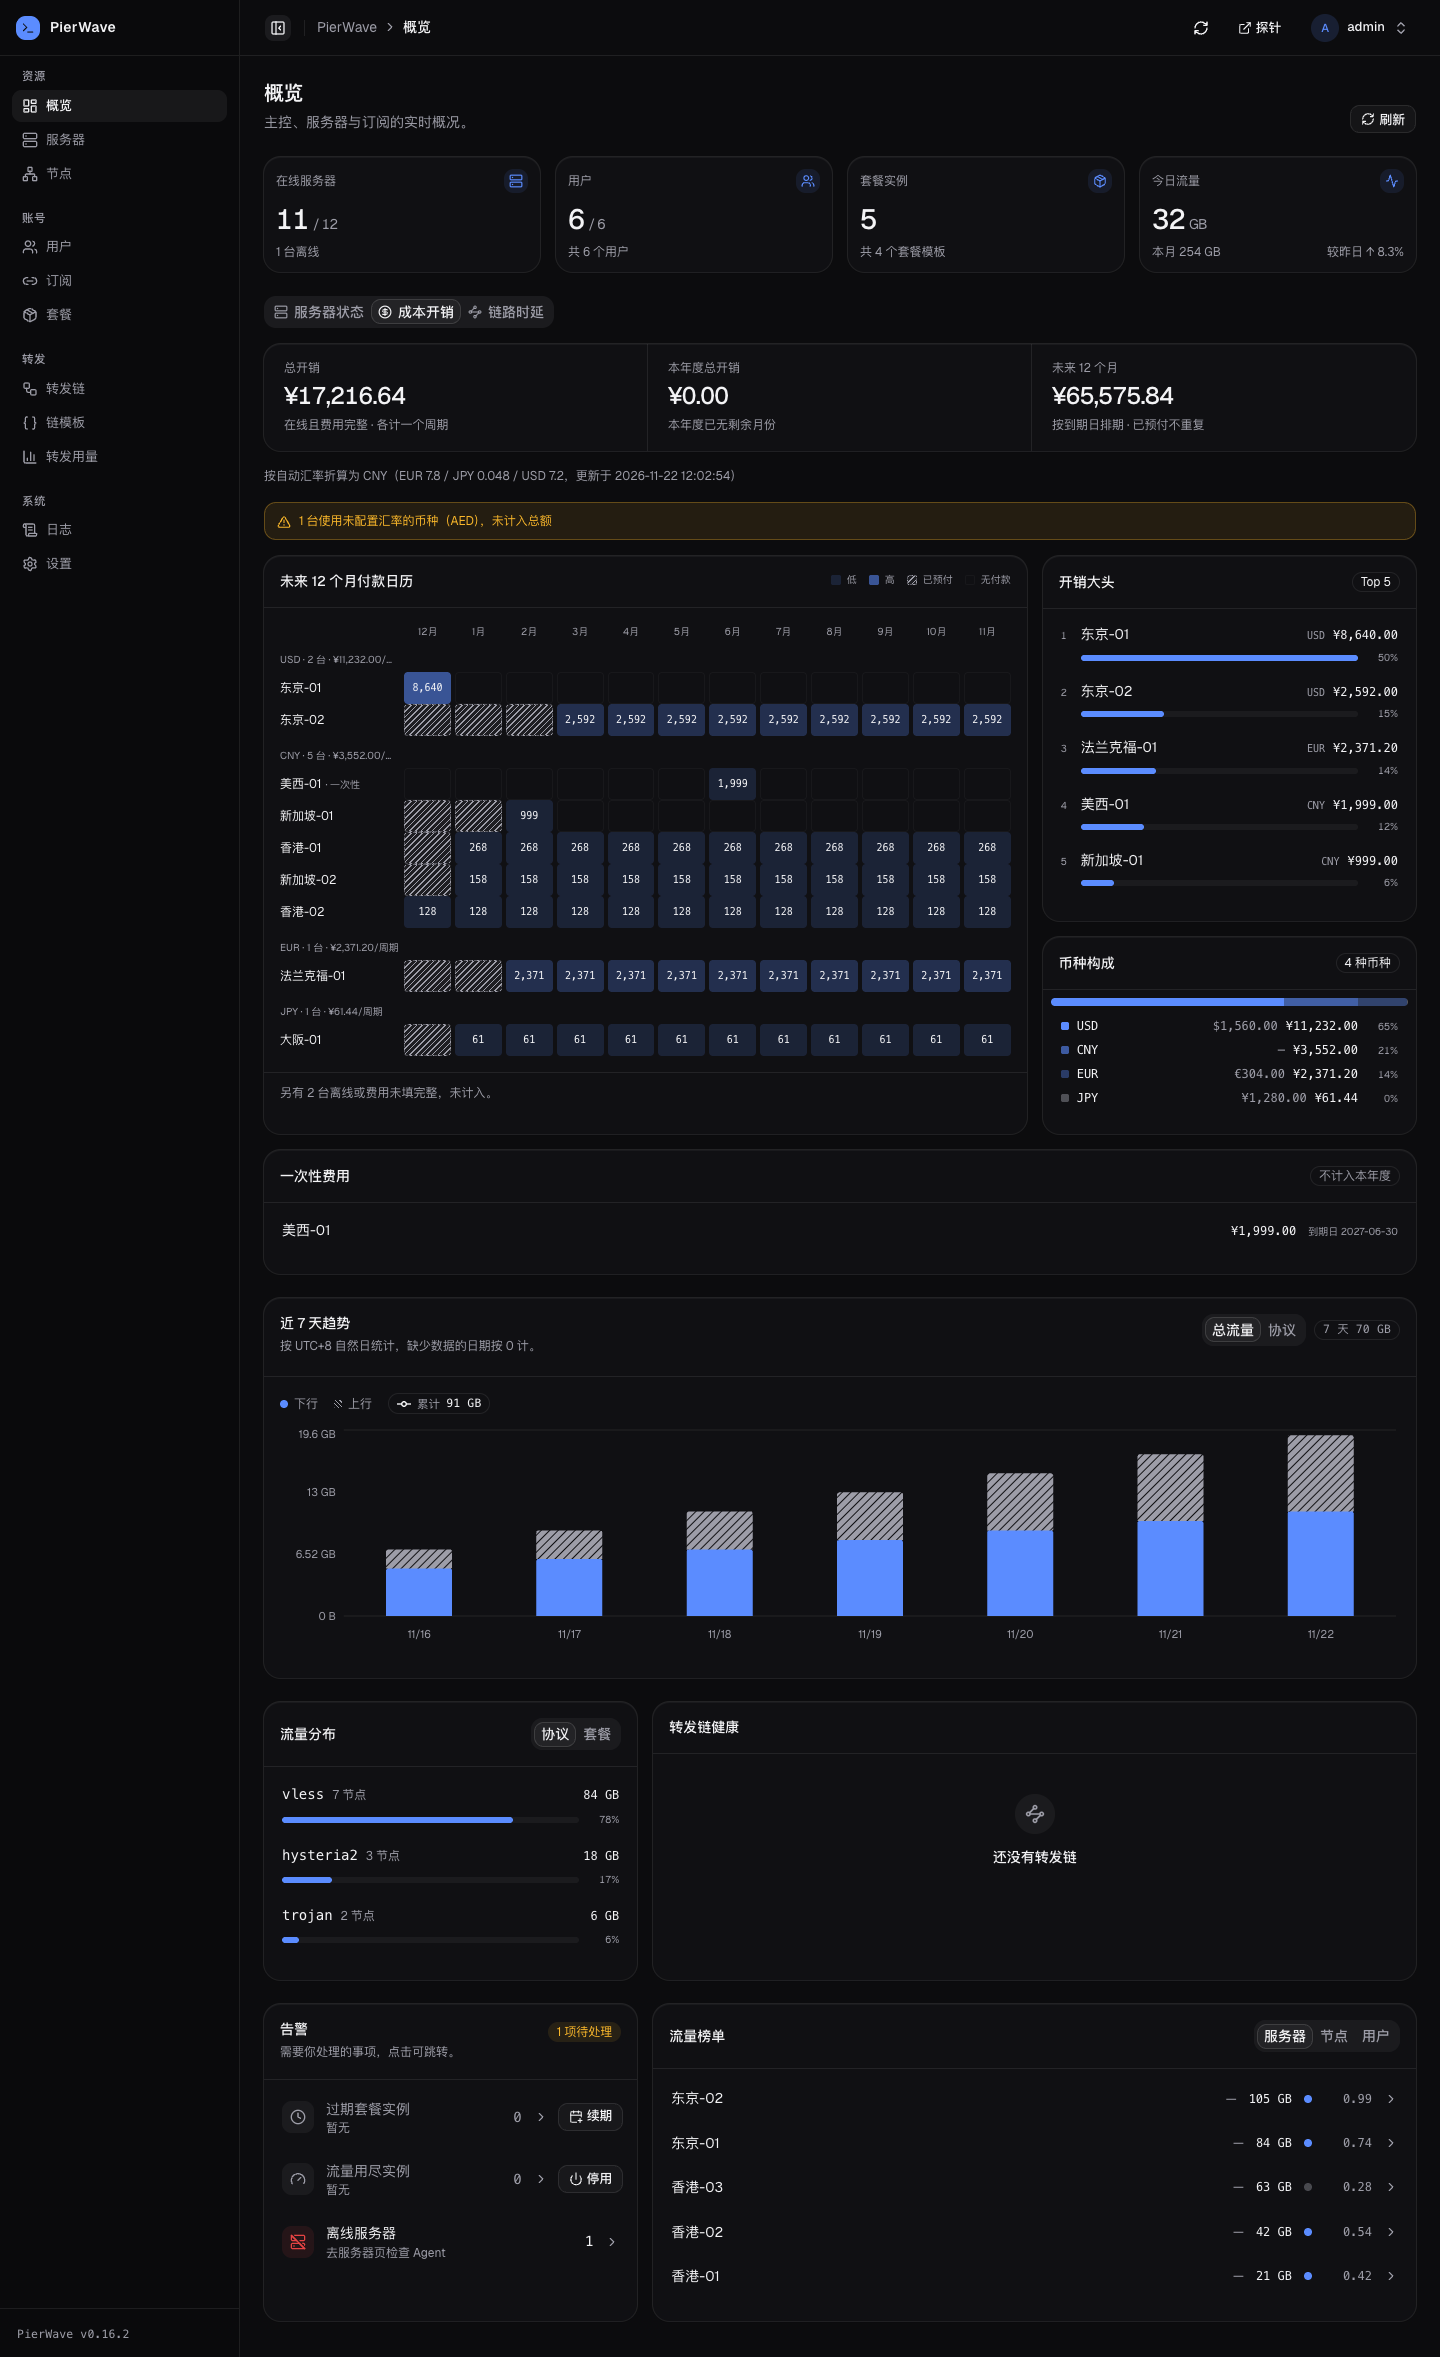 PierWave
PierWave > 概览
探针
A admin
资源
概览
服务器
节点
账号
用户
订阅
套餐
转发
转发链
链模板
转发用量
系统
日志
设置
PierWave v0.16.2
概览
主控、服务器与订阅的实时概况。
刷新
在线服务器
11 / 12
1 台离线
用户
6 / 6
共 6 个用户
套餐实例
5
共 4 个套餐模板
今日流量
32 GB
本月 254 GB 较昨日 ↑ 8.3%
服务器状态 成本开销 链路时延
总开销
¥17,216.64
在线且费用完整 · 各计一个周期
本年度总开销
¥0.00
本年度已无剩余月份
未来 12 个月
¥65,575.84
按到期日排期 · 已预付不重复
按自动汇率折算为 CNY（EUR 7.8 / JPY 0.048 / USD 7.2，更新于 2026-11-22 12:02:54）
1 台使用未配置汇率的币种（AED），未计入总额
未来 12 个月付款日历
低 高 已预付 无付款
12月 1月 2月 3月 4月 5月 6月 7月 8月 9月 10月 11月
USD · 2 台 · ¥11,232.00/...
东京-01 8,640
东京-02 2,592 2,592 2,592 2,592 2,592 2,592 2,592 2,592 2,592
CNY · 5 台 · ¥3,552.00/...
美西-01 · 一次性 1,999
新加坡-01 999
香港-01 268 268 268 268 268 268 268 268 268 268 268
新加坡-02 158 158 158 158 158 158 158 158 158 158 158
香港-02 128 128 128 128 128 128 128 128 128 128 128 128
EUR · 1 台 · ¥2,371.20/周期
法兰克福-01 2,371 2,371 2,371 2,371 2,371 2,371 2,371 2,371 2,371 2,371
JPY · 1 台 · ¥61.44/周期
大阪-01 61 61 61 61 61 61 61 61 61 61 61
另有 2 台离线或费用未填完整，未计入。
开销大头 Top 5
1 东京-01 USD ¥8,640.00
50%
2 东京-02 USD ¥2,592.00
15%
3 法兰克福-01 EUR ¥2,371.20
14%
4 美西-01 CNY ¥1,999.00
12%
5 新加坡-01 CNY ¥999.00
6%
币种构成 4 种币种
USD $1,560.00 ¥11,232.00 65%
CNY — ¥3,552.00 21%
EUR €304.00 ¥2,371.20 14%
JPY ¥1,280.00 ¥61.44 0%
一次性费用 不计入本年度
美西-01 ¥1,999.00 到期日 2027-06-30
近 7 天趋势
按 UTC+8 自然日统计，缺少数据的日期按 0 计。
总流量 协议 7 天 70 GB
下行 上行 累计 91 GB
19.6 GB
13 GB
6.52 GB
0 B
11/16 11/17 11/18 11/19 11/20 11/21 11/22
流量分布 协议 套餐
vless 7 节点 84 GB
78%
hysteria2 3 节点 18 GB
17%
trojan 2 节点 6 GB
6%
转发链健康
还没有转发链
告警 1 项待处理
需要你处理的事项，点击可跳转。
过期套餐实例
暂无
0 > 续期
流量用尽实例
暂无
0 > 停用
离线服务器
去服务器页检查 Agent
1 >
流量榜单 服务器 节点 用户
东京-02 — 105 GB 0.99 >
东京-01 — 84 GB 0.74 >
香港-03 — 63 GB 0.28 >
香港-02 — 42 GB 0.54 >
香港-01 — 21 GB 0.42 >